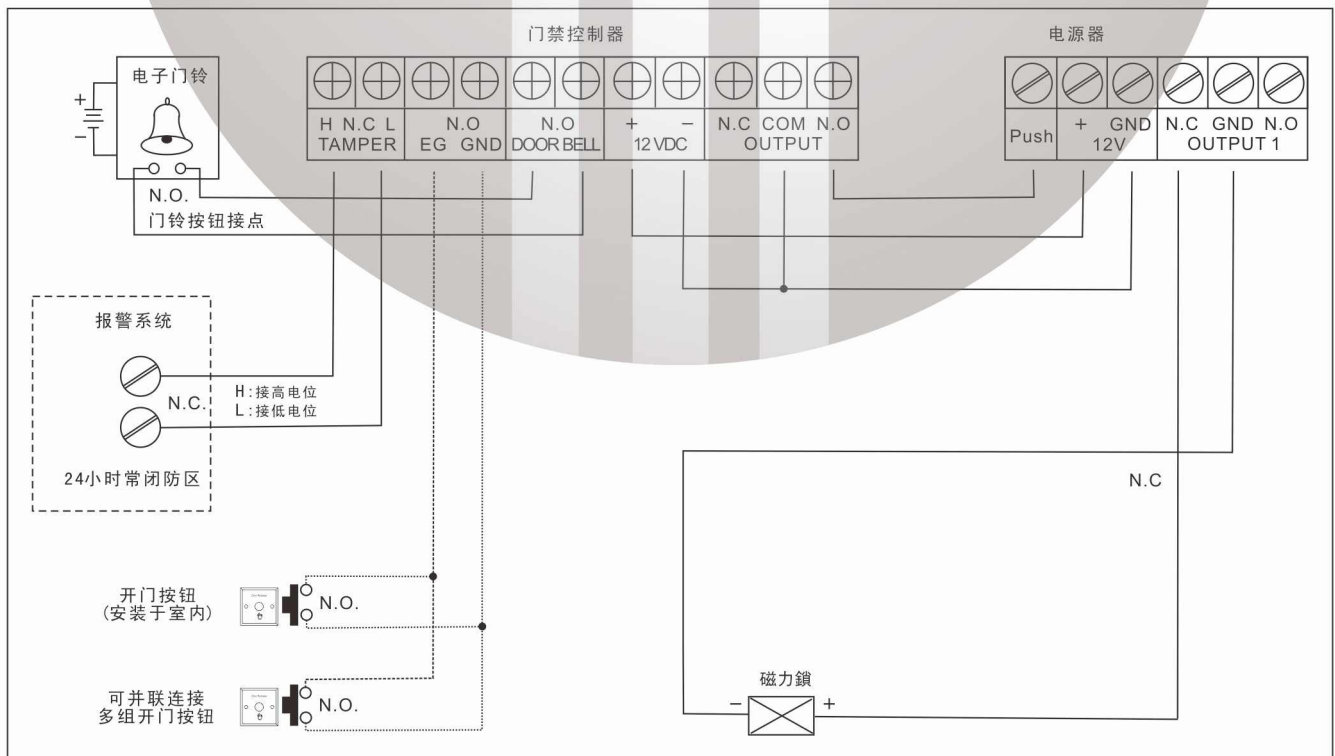 门禁控制器
电源器
电子门铃
+
−
H N.C L
TAMPER
N.O
EG GND
N.O
DOOR BELL
+ −
12 VDC
N.C COM N.O
OUTPUT
Push
+ GND
12V
N.C GND N.O
OUTPUT 1
N.O.
门铃按钮接点
报警系统
N.C.
H:接高电位
L:接低电位
24小时常闭防区
N.C
开门按钮
(安装于室内)
N.O.
可并联连接
多组开门按钮
N.O.
磁力鎖
− +